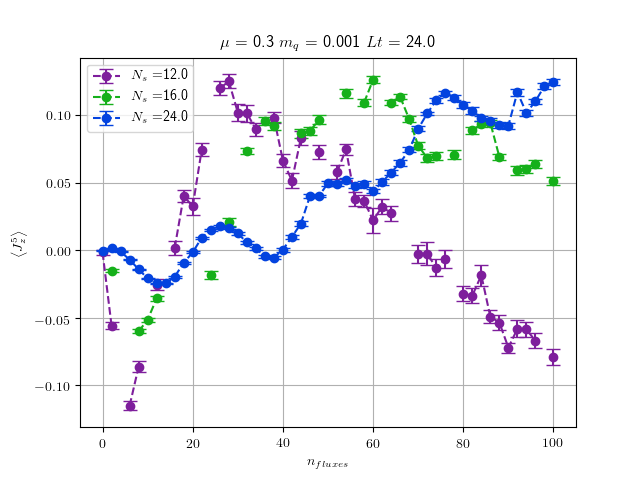 μ = 0.3 m_q = 0.001 Lt = 24.0
N_s =12.0
N_s =16.0
N_s =24.0
⟨J_z^5⟩
0.10
0.05
0.00
−0.05
−0.10
0 20 40 60 80 100
n_fluxes